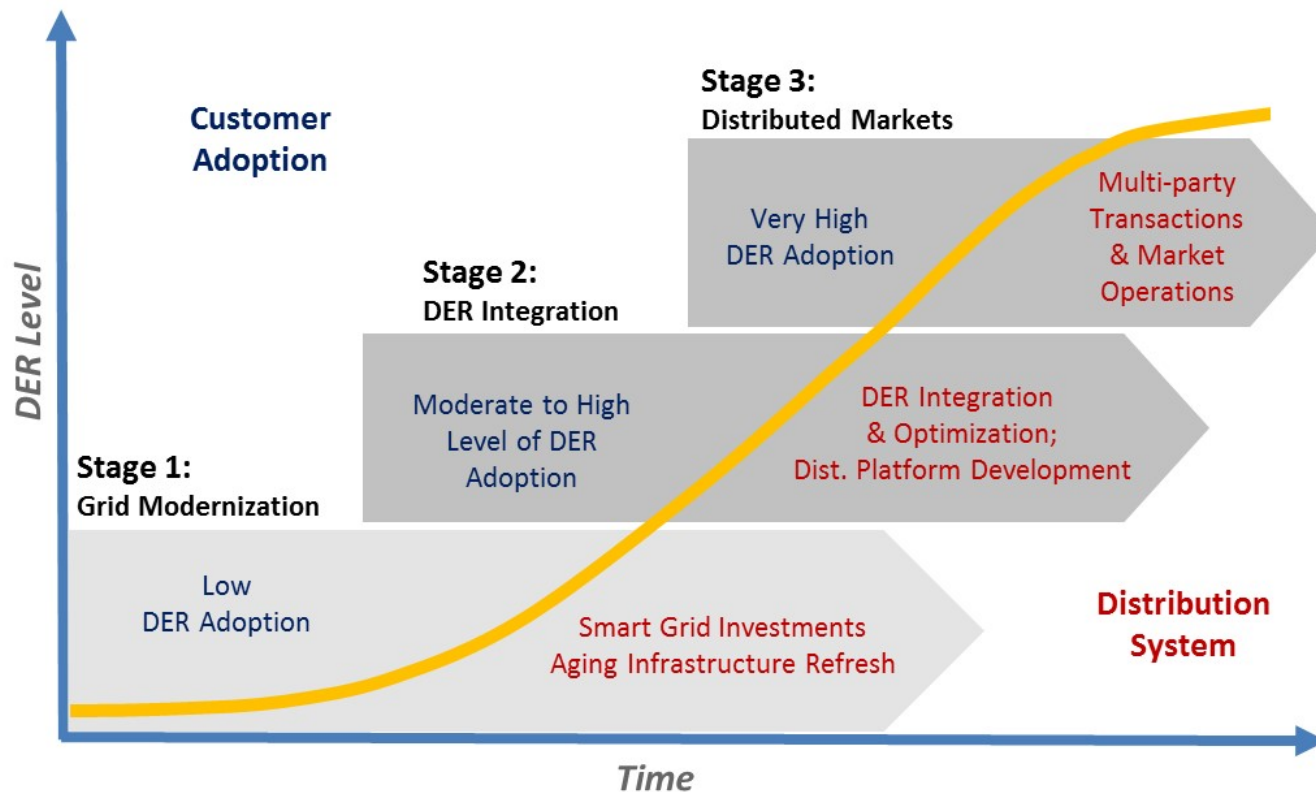 Customer
Adoption
Stage 3:
Distributed Markets
Very High
DER Adoption
Multi-party
Transactions
& Market
Operations
Stage 2:
DER Integration
Moderate to High
Level of DER
Adoption
DER Integration
& Optimization;
Dist. Platform Development
Stage 1:
Grid Modernization
Low
DER Adoption
Smart Grid Investments
Aging Infrastructure Refresh
Distribution
System
DER Level
Time